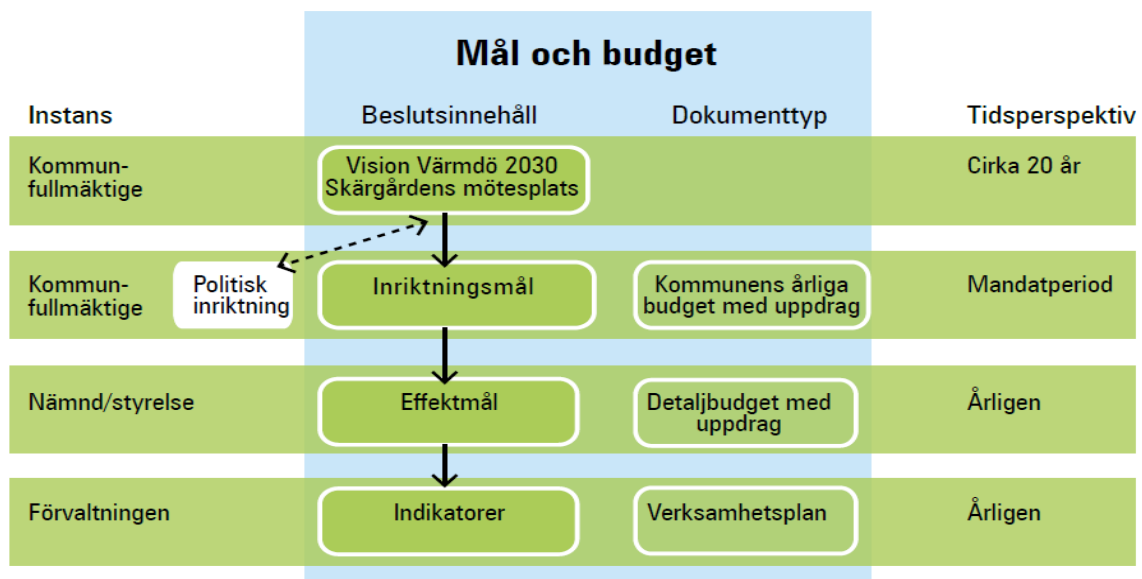 Mål och budget
Instans
Beslutsinnehåll
Dokumenttyp
Tidsperspektiv
Kommun-
fullmäktige
Vision Värmdö 2030
Skärgårdens mötesplats
Cirka 20 år
Kommun-
fullmäktige
Politisk
inriktning
Inriktningsmål
Kommunens årliga
budget med uppdrag
Mandatperiod
Nämnd/styrelse
Effektmål
Detaljbudget med
uppdrag
Årligen
Förvaltningen
Indikatorer
Verksamhetsplan
Årligen